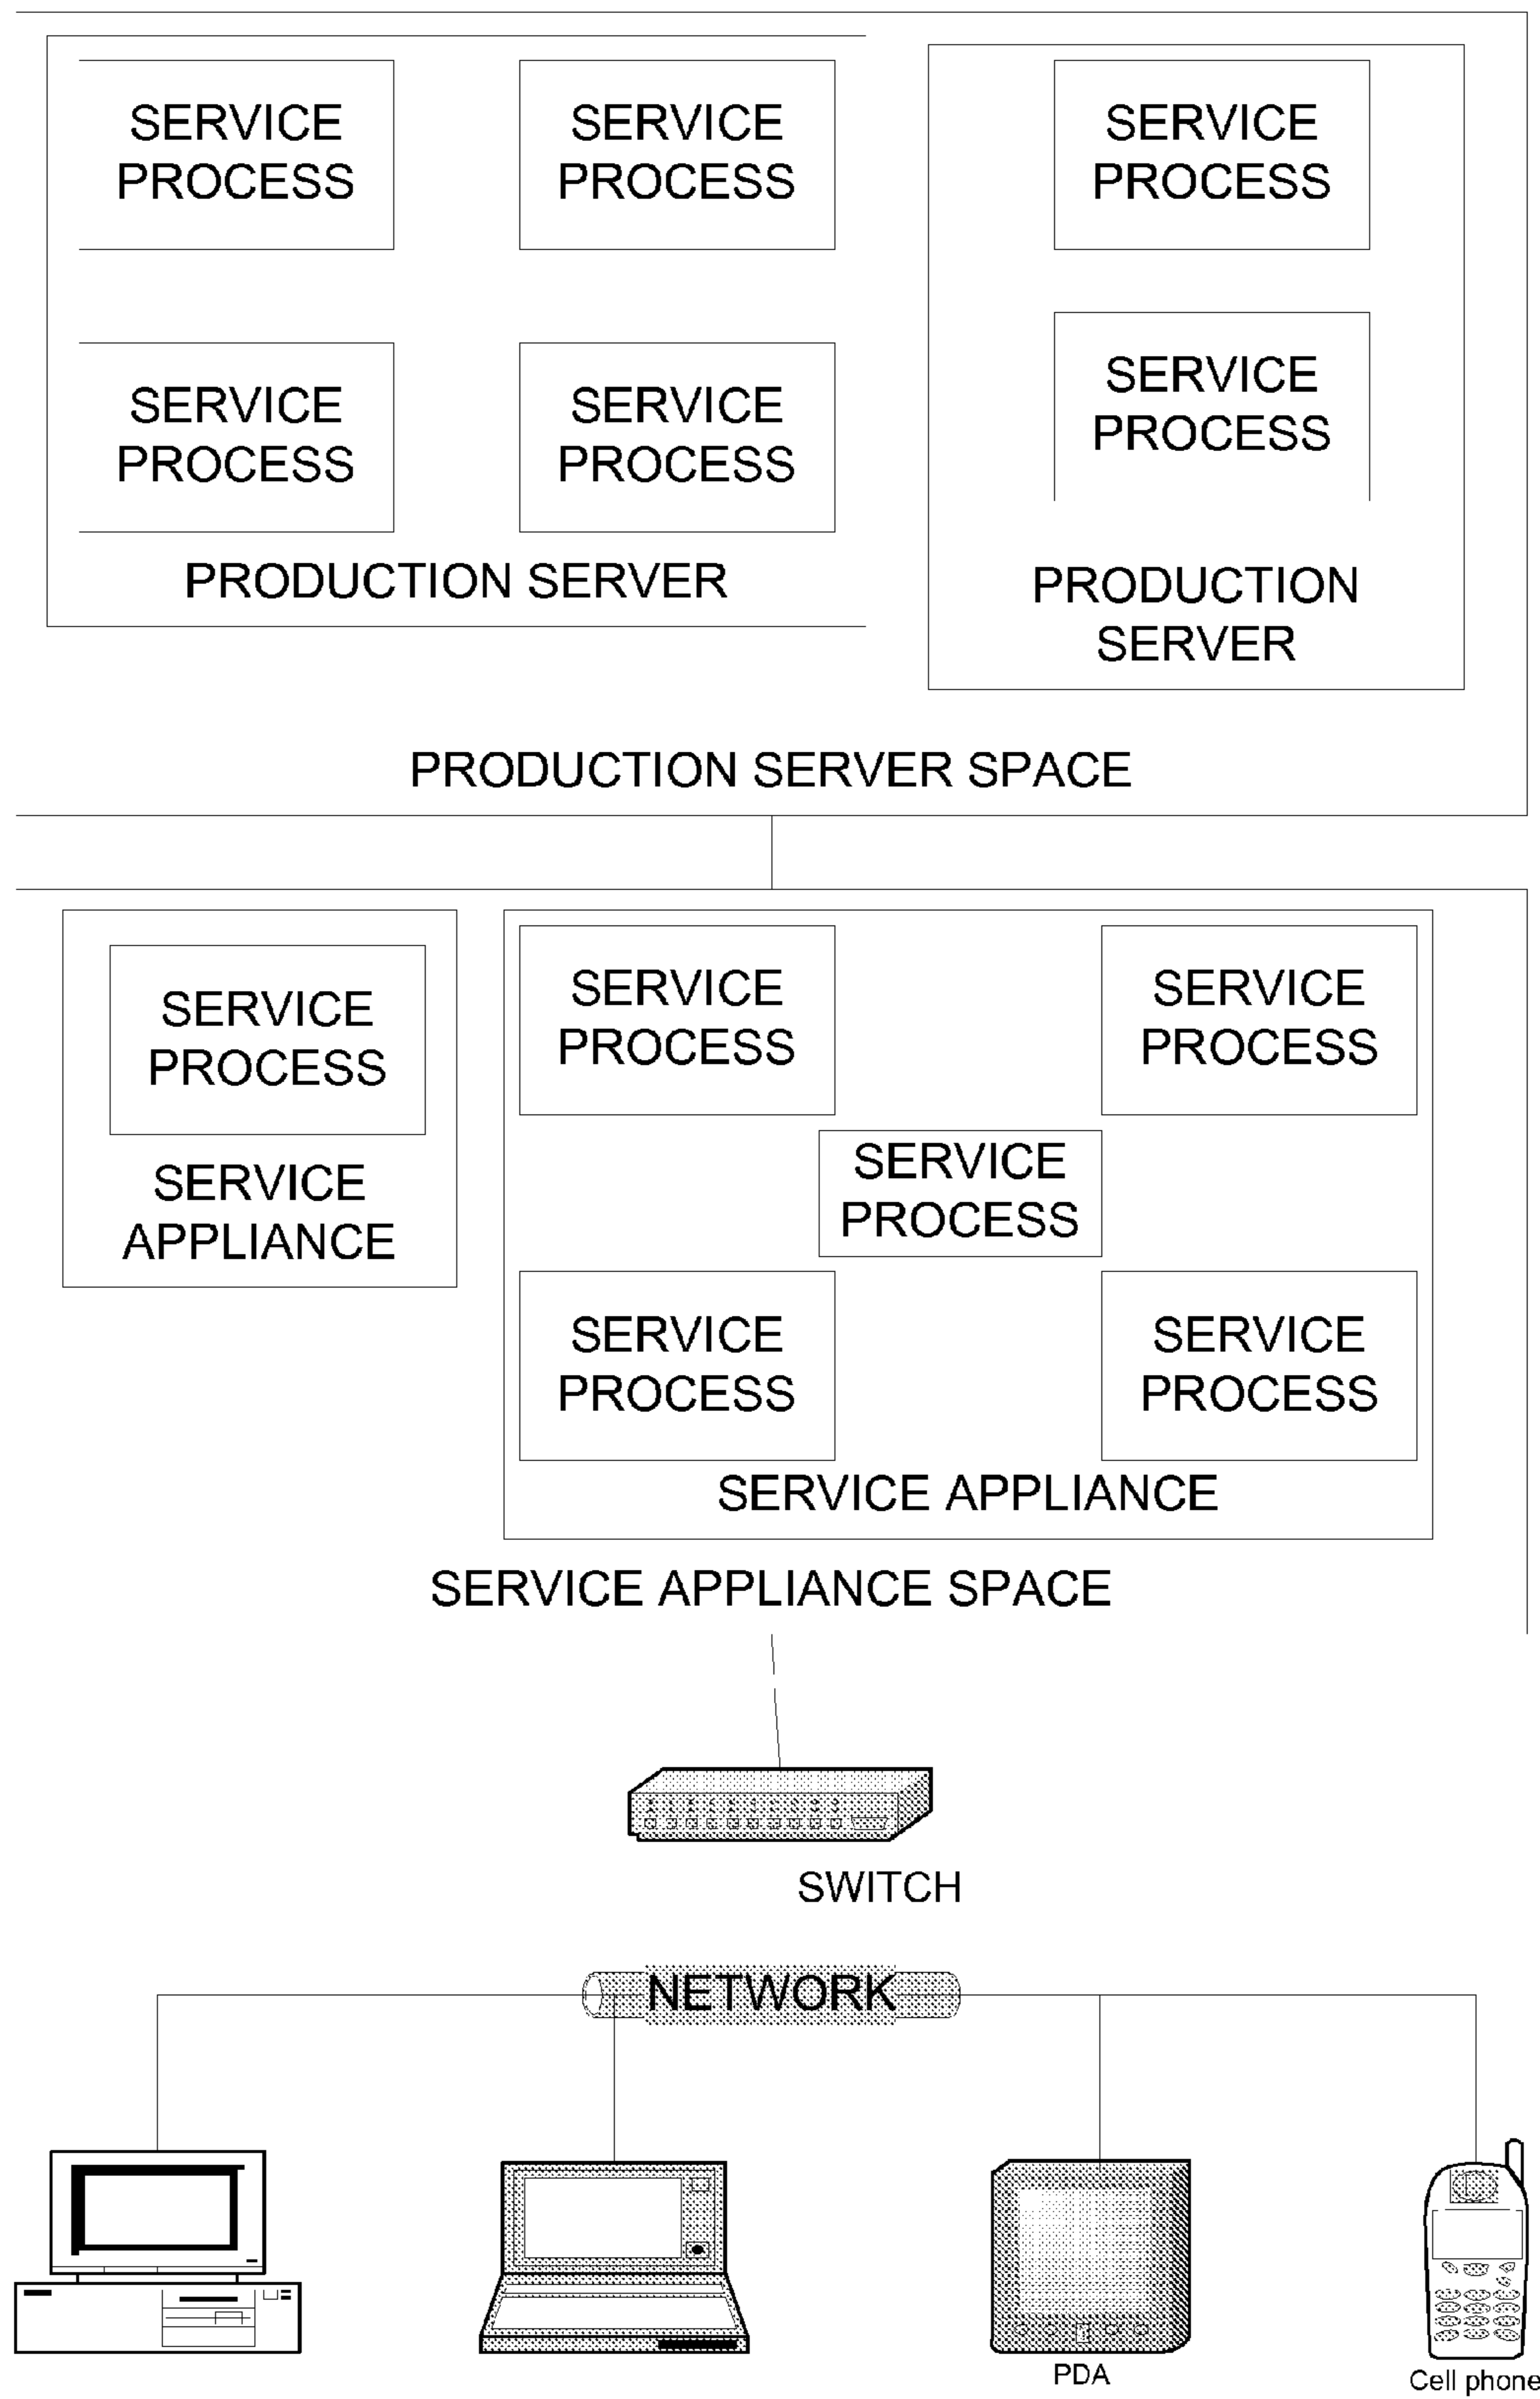 SERVICE
PROCESS
SERVICE
PROCESS
SERVICE
PROCESS
SERVICE
PROCESS
SERVICE
PROCESS
PRODUCTION SERVER
SERVICE
PROCESS
PRODUCTION
SERVER
PRODUCTION SERVER SPACE
SERVICE
PROCESS
SERVICE
APPLIANCE
SERVICE
PROCESS
SERVICE
PROCESS
SERVICE
PROCESS
SERVICE
PROCESS
SERVICE
PROCESS
SERVICE APPLIANCE
SERVICE APPLIANCE SPACE
SWITCH
NETWORK
PDA
Cell phone